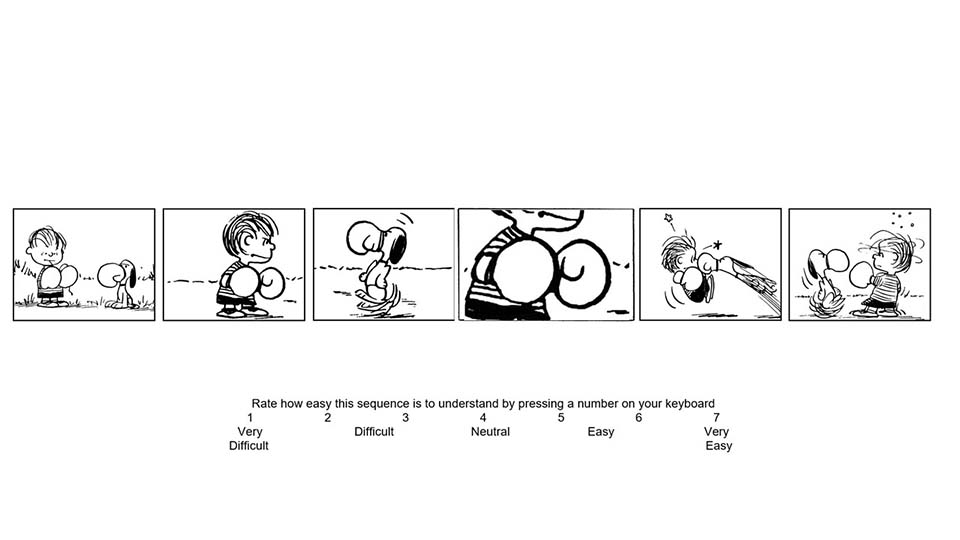 Rate how easy this sequence is to understand by pressing a number on your keyboard
1 2 3 4 5 6 7
Very Difficult Neutral Easy Very
Difficult Easy